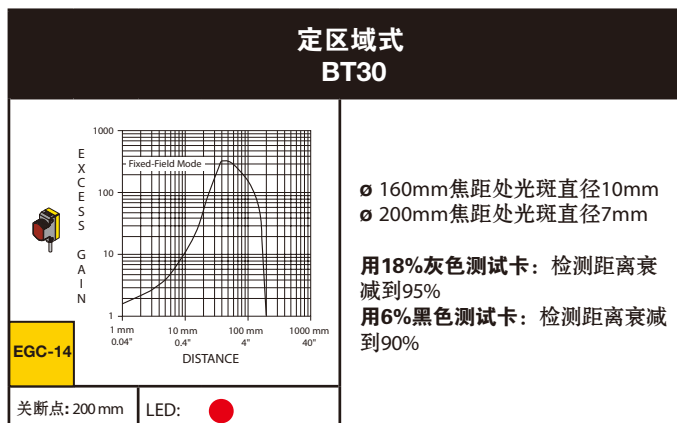 定区域式
BT30
EXCESS GAIN
1000
100
10
1
Fixed-Field Mode
1 mm
0.04"
10 mm
0.4"
100 mm
4"
1000 mm
40"
DISTANCE
EGC-14
关断点: 200 mm
LED:
ø 160mm焦距处光斑直径10mm
ø 200mm焦距处光斑直径7mm
用18%灰色测试卡：检测距离衰
减到95%
用6%黑色测试卡：检测距离衰减
到90%